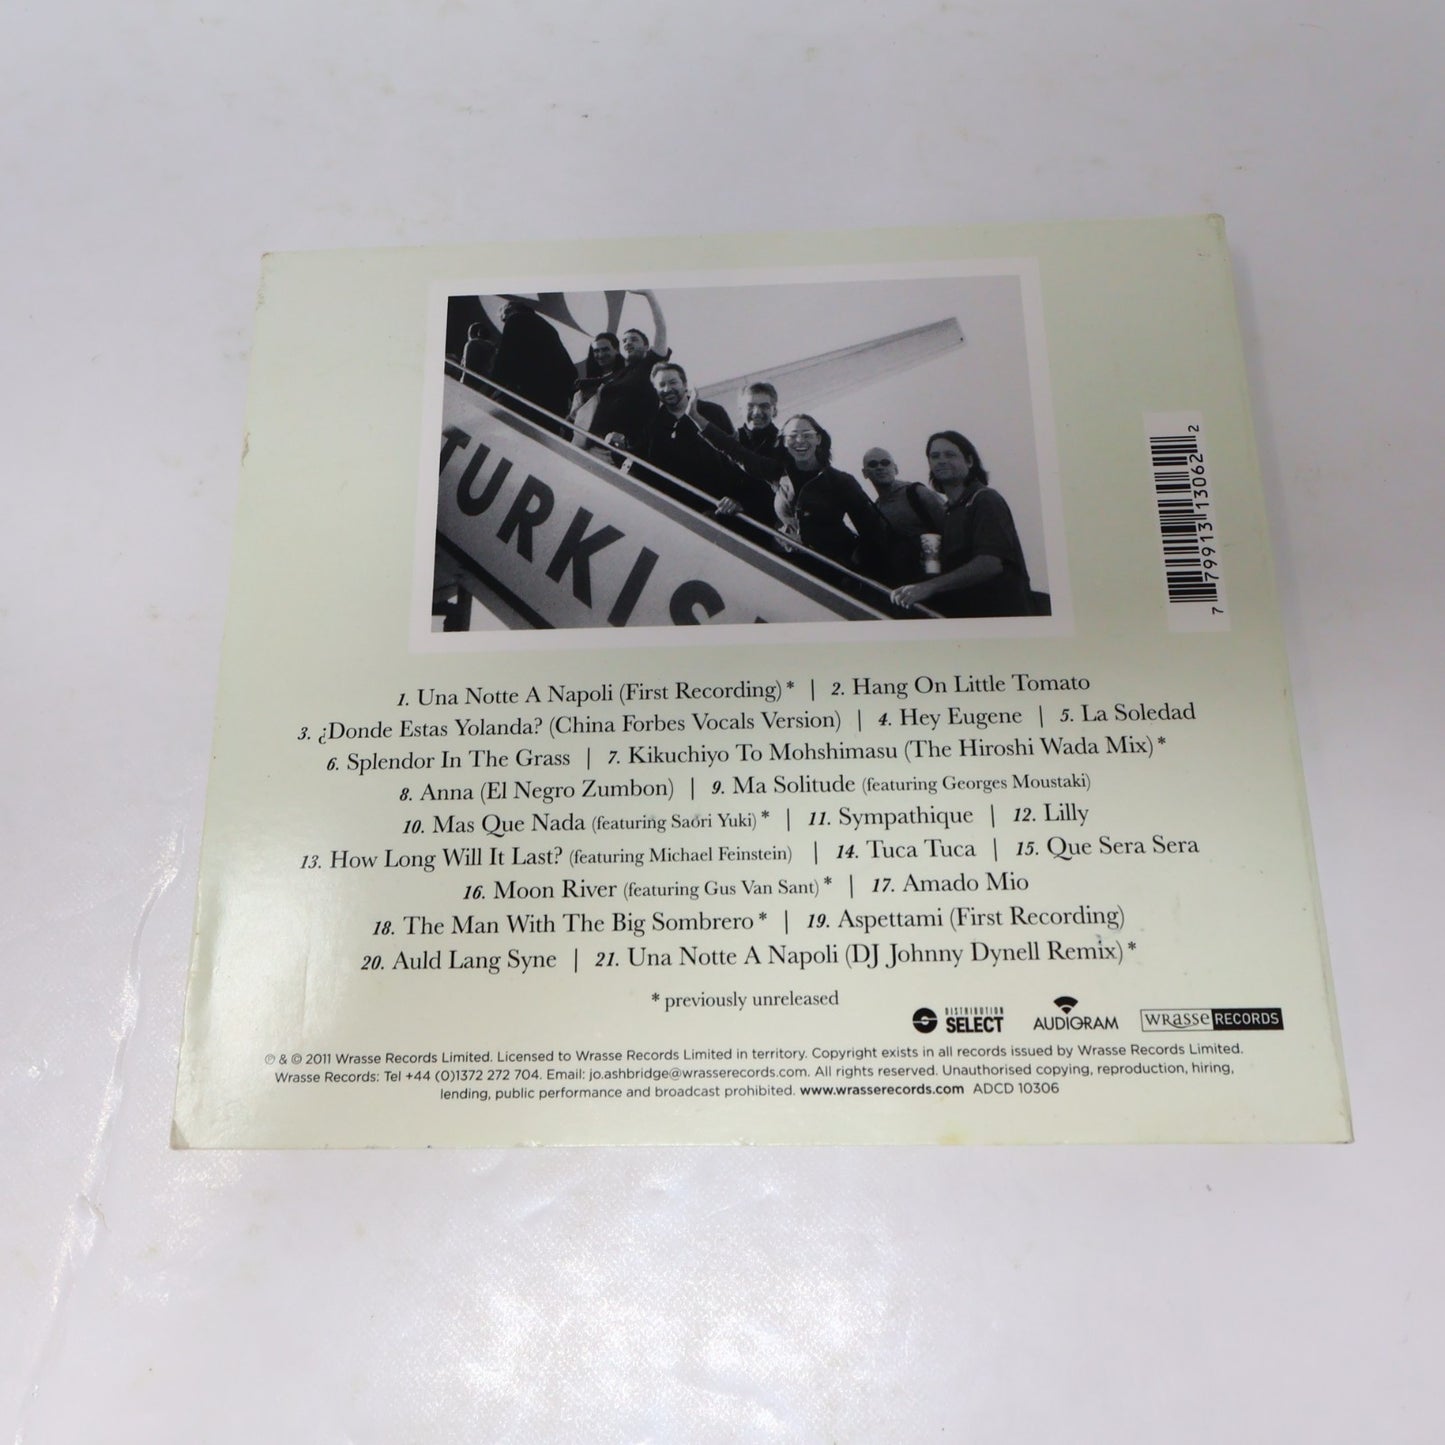 TURKIS
7 79913 13062 2
1. Una Notte A Napoli (First Recording)* | 2. Hang On Little Tomato
3. ¿Donde Estas Yolanda? (China Forbes Vocals Version) | 4. Hey Eugene | 5. La Soledad
6. Splendor In The Grass | 7. Kikuchiyo To Mohshimasu (The Hiroshi Wada Mix)*
8. Anna (El Negro Zumbon) | 9. Ma Solitude (featuring Georges Moustaki)
10. Mas Que Nada (featuring Saori Yuki)* | 11. Sympathique | 12. Lilly
13. How Long Will It Last? (featuring Michael Feinstein) | 14. Tuca Tuca | 15. Que Sera Sera
16. Moon River (featuring Gus Van Sant)* | 17. Amado Mio
18. The Man With The Big Sombrero* | 19. Aspettami (First Recording)
20. Auld Lang Syne | 21. Una Notte A Napoli (DJ Johnny Dynell Remix)*
* previously unreleased
DISTRIBUTION
SELECT
AUDIOGRAM
wrasse RECORDS
℗ & © 2011 Wrasse Records Limited. Licensed to Wrasse Records Limited in territory. Copyright exists in all records issued by Wrasse Records Limited.
Wrasse Records: Tel +44 (0)1372 272 704. Email: jo.ashbridge@wrasserecords.com. All rights reserved. Unauthorised copying, reproduction, hiring,
lending, public performance and broadcast prohibited. www.wrasserecords.com ADCD 10306